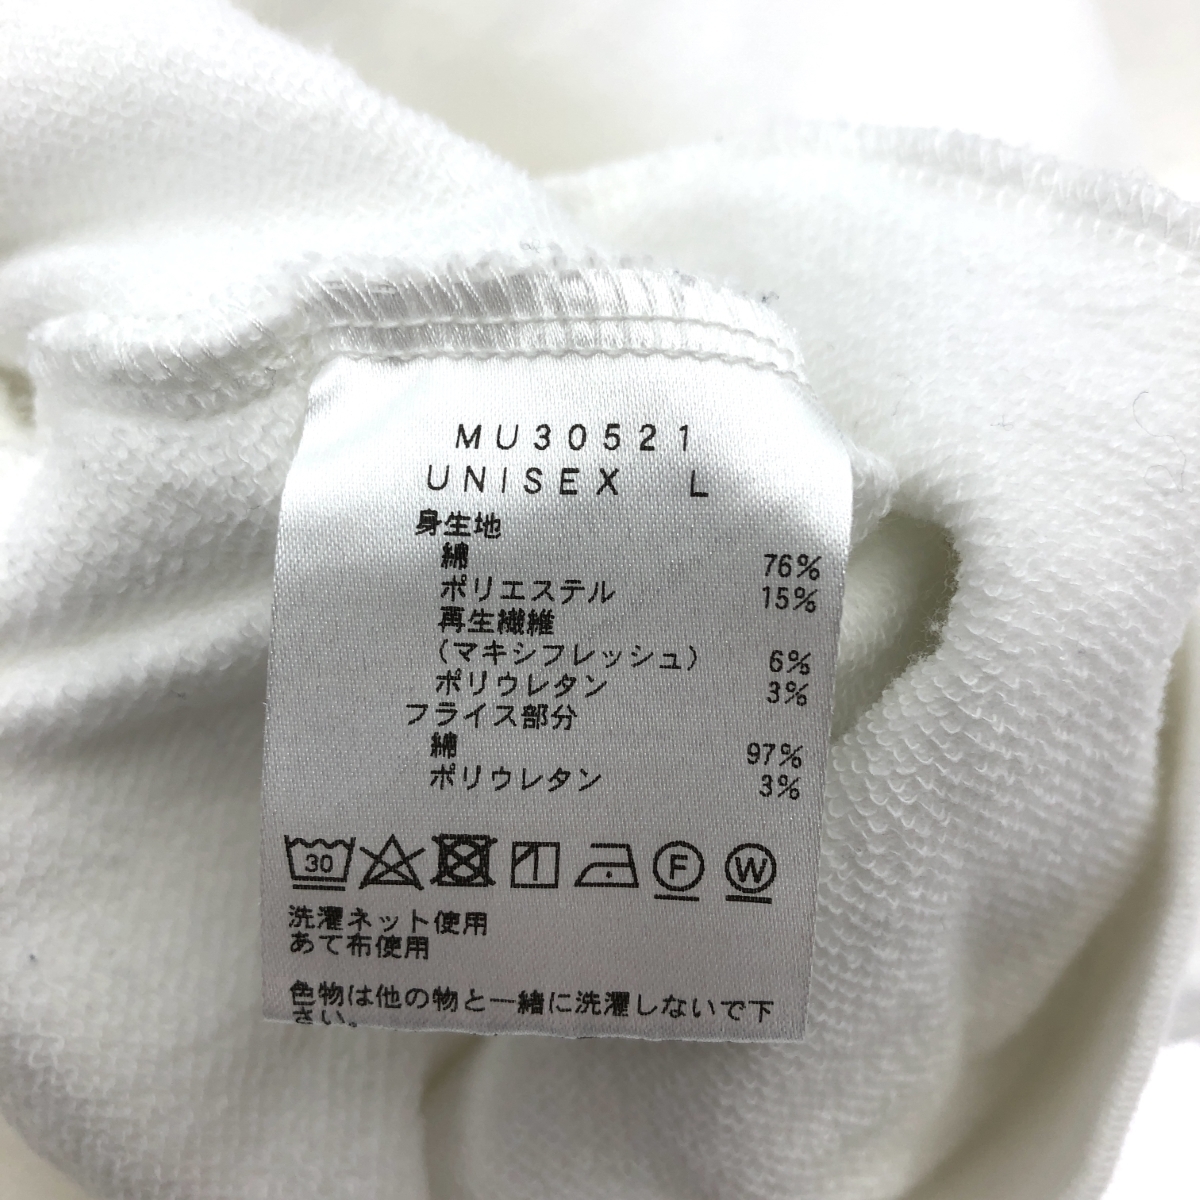 MU30521
UNISEX L
身生地
綿 76%
ポリエステル 15%
再生繊維
(マキシフレッシュ) 6%
ポリウレタン 3%
フライス部分
綿 97%
ポリウレタン 3%
30 1 F W
洗濯ネット使用
あて布使用
色物は他の物と一緒に洗濯しないで下
さい。